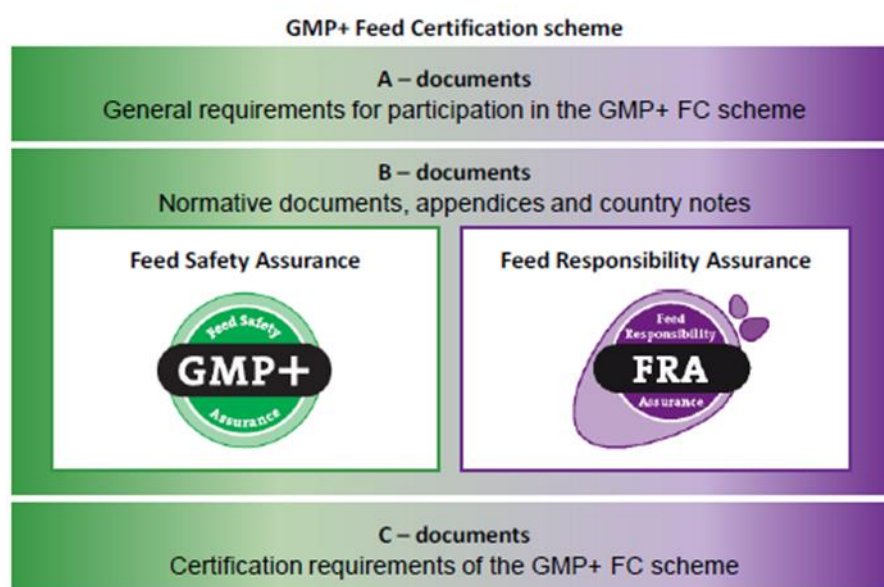 GMP+ Feed Certification scheme
A – documents
General requirements for participation in the GMP+ FC scheme
B – documents
Normative documents, appendices and country notes
Feed Safety Assurance
Feed Safety
GMP+
Assurance
Feed Responsibility Assurance
Feed
Responsibility
FRA
Assurance
C – documents
Certification requirements of the GMP+ FC scheme